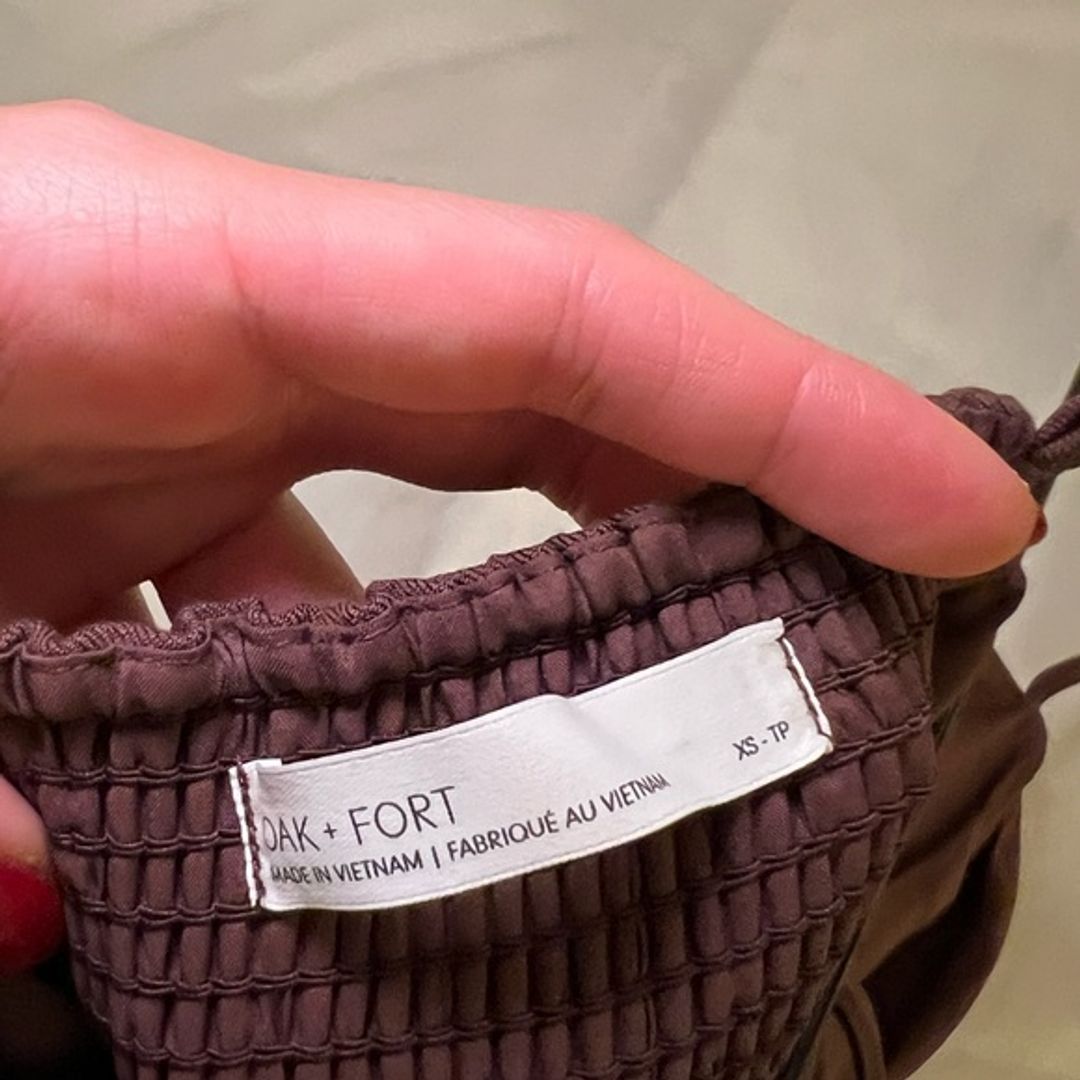 OAK + FORT
MADE IN VIETNAM | FABRIQUÉ AU VIETNAM
XS - TP